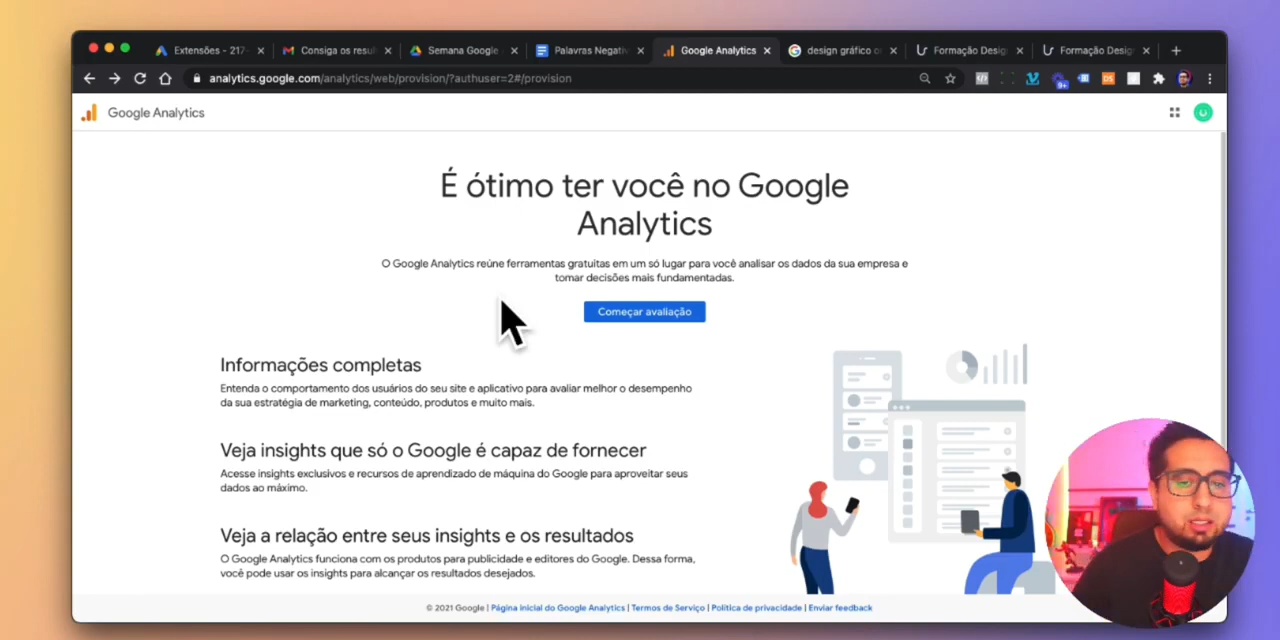 Extensões - 217-
Consiga os resul
Semana Google
Palavras Negativ
Google Analytics
design gráfico o
Formação Desig
Formação Desig
analytics.google.com/analytics/web/provision/?authuser=2#/provision
9+
DS
Google Analytics
É ótimo ter você no Google
Analytics
O Google Analytics reúne ferramentas gratuitas em um só lugar para você analisar os dados da sua empresa e
tomar decisões mais fundamentadas.
Começar avaliação
Informações completas
Entenda o comportamento dos usuários do seu site e aplicativo para avaliar melhor o desempenho
da sua estratégia de marketing, conteúdo, produtos e muito mais.
Veja insights que só o Google é capaz de fornecer
Acesse insights exclusivos e recursos de aprendizado de máquina do Google para aproveitar seus
dados ao máximo.
Veja a relação entre seus insights e os resultados
O Google Analytics funciona com os produtos para publicidade e editores do Google. Dessa forma,
você pode usar os insights para alcançar os resultados desejados.
© 2021 Google | Página inicial do Google Analytics | Termos de Serviço | Política de privacidade | Enviar feedback